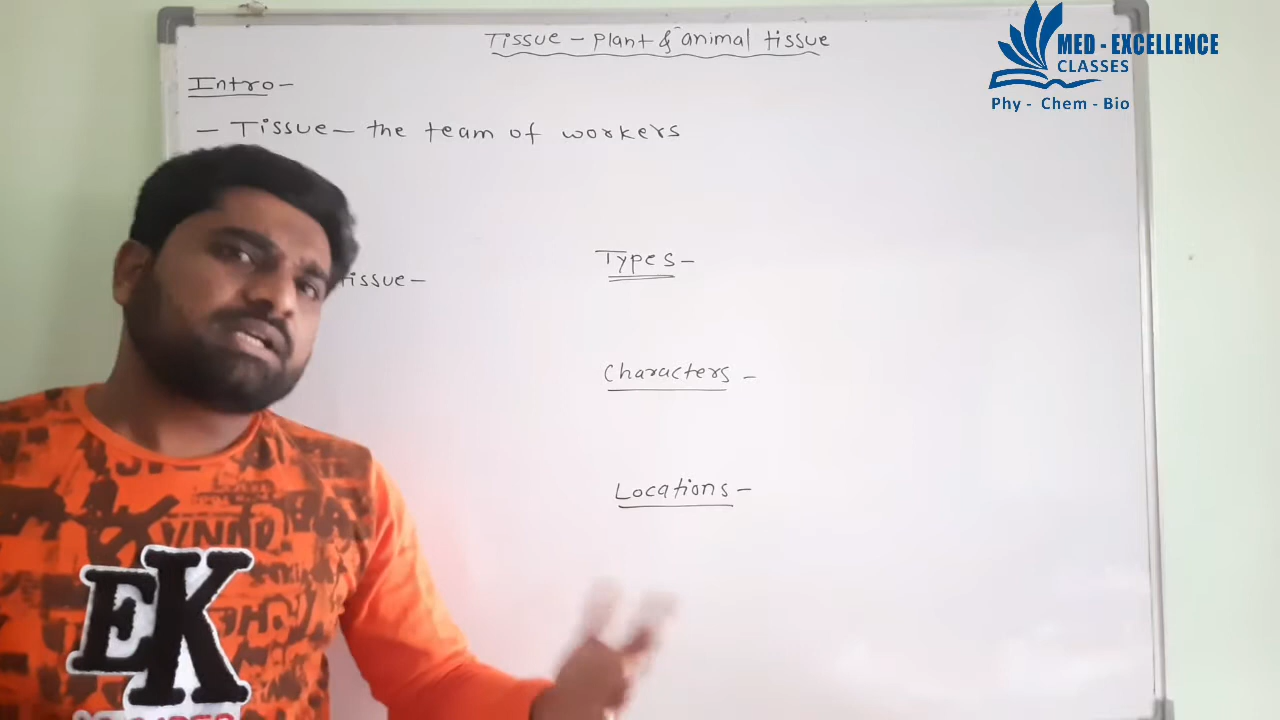 Tissue - Plant & animal tissue
MED - EXCELLENCE
CLASSES
Phy - Chem - Bio
Intro -
- Tissue - the team of workers
Types -
tissue -
Characters -
Locations -
EK